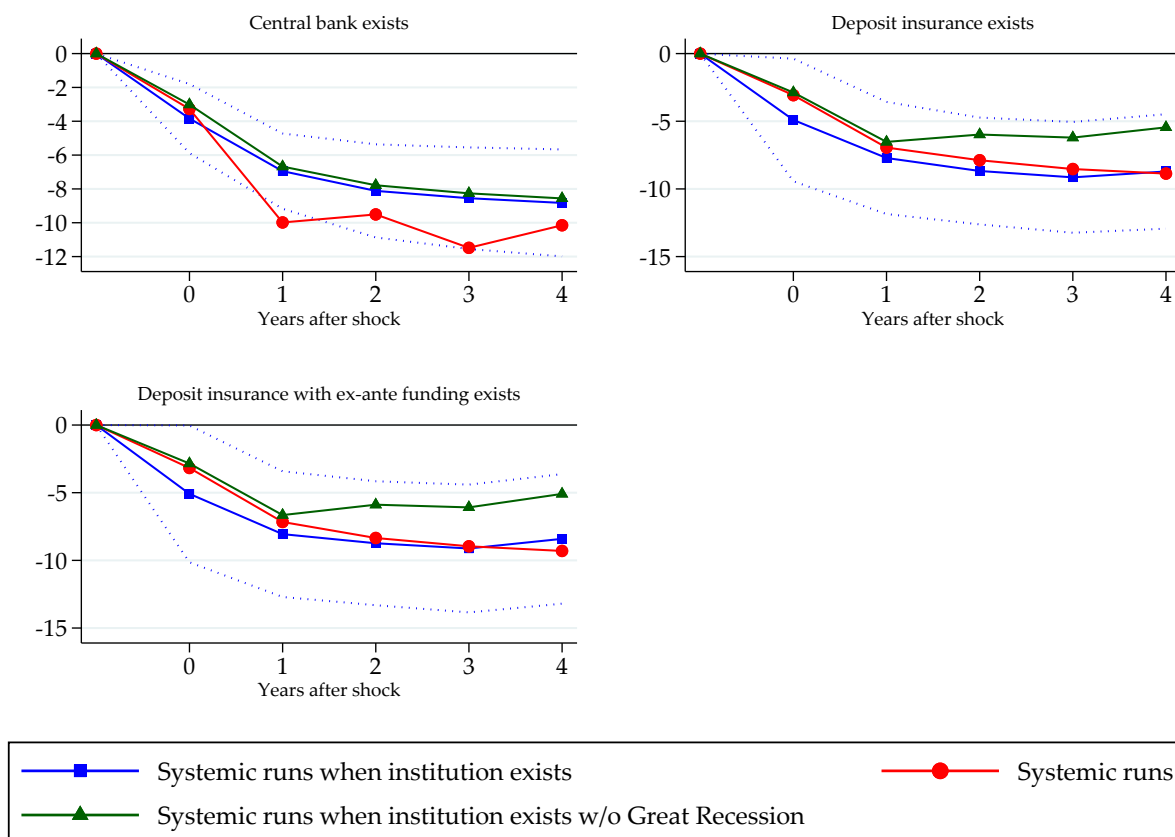 Central bank exists
0
-2
-4
-6
-8
-10
-12
0 1 2 3 4
Years after shock
Deposit insurance exists
0
-5
-10
-15
0 1 2 3 4
Years after shock
Deposit insurance with ex-ante funding exists
0
-5
-10
-15
0 1 2 3 4
Years after shock
Systemic runs when institution exists
Systemic runs
Systemic runs when institution exists w/o Great Recession